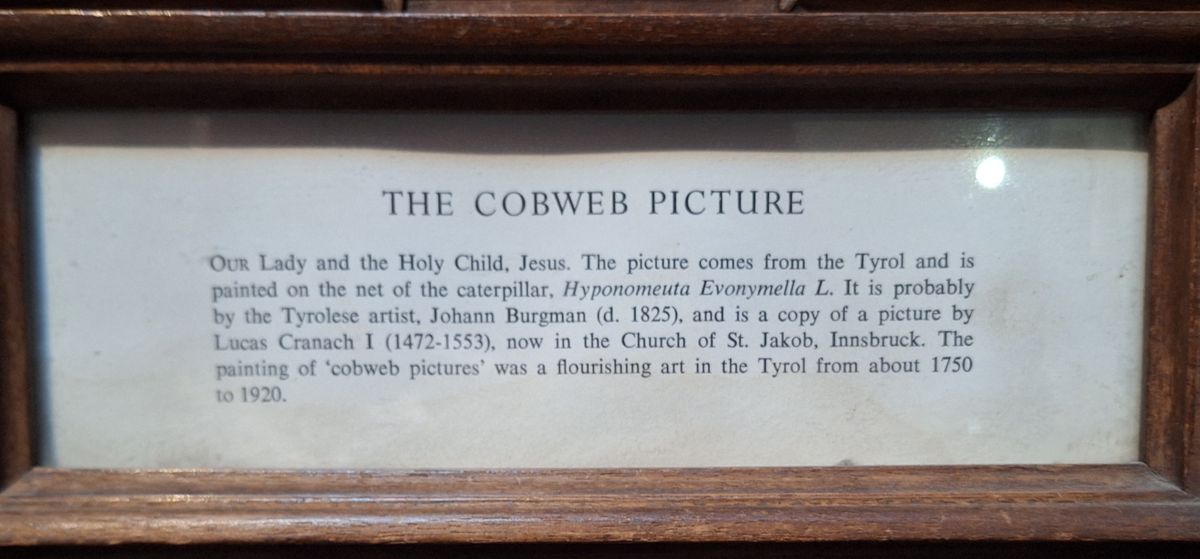 THE COBWEB PICTURE
OUR Lady and the Holy Child, Jesus. The picture comes from the Tyrol and is
painted on the net of the caterpillar, Hyponomeuta Evonymella L. It is probably
by the Tyrolese artist, Johann Burgman (d. 1825), and is a copy of a picture by
Lucas Cranach I (1472-1553), now in the Church of St. Jakob, Innsbruck. The
painting of ‘cobweb pictures’ was a flourishing art in the Tyrol from about 1750
to 1920.